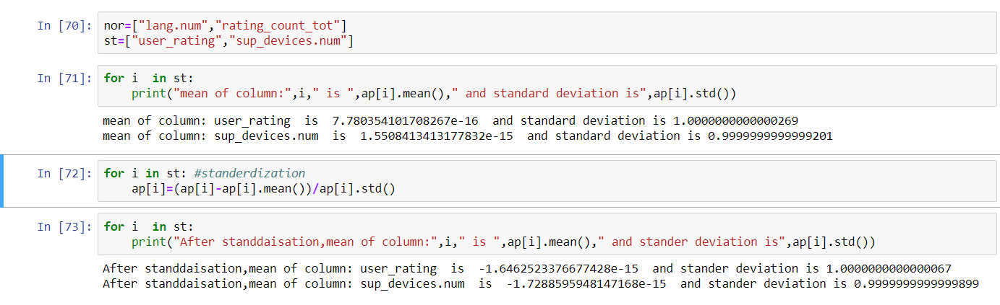 In [70]: nor=["lang.num","rating_count_tot"]
st=["user_rating","sup_devices.num"]
In [71]: for i  in st:
    print("mean of column:",i," is ",ap[i].mean()," and standard deviation is",ap[i].std())
mean of column: user_rating  is  7.780354101708267e-16  and standard deviation is 1.0000000000000269
mean of column: sup_devices.num  is  1.5508413413177832e-15  and standard deviation is 0.9999999999999201
In [72]: for i in st: #standerdization
    ap[i]=(ap[i]-ap[i].mean())/ap[i].std()
In [73]: for i  in st:
    print("After standdaisation,mean of column:",i," is ",ap[i].mean()," and stander deviation is",ap[i].std())
After standdaisation,mean of column: user_rating  is  -1.6462523376677428e-15  and stander deviation is 1.0000000000000067
After standdaisation,mean of column: sup_devices.num  is  -1.7288595948147168e-15  and stander deviation is 0.9999999999999899